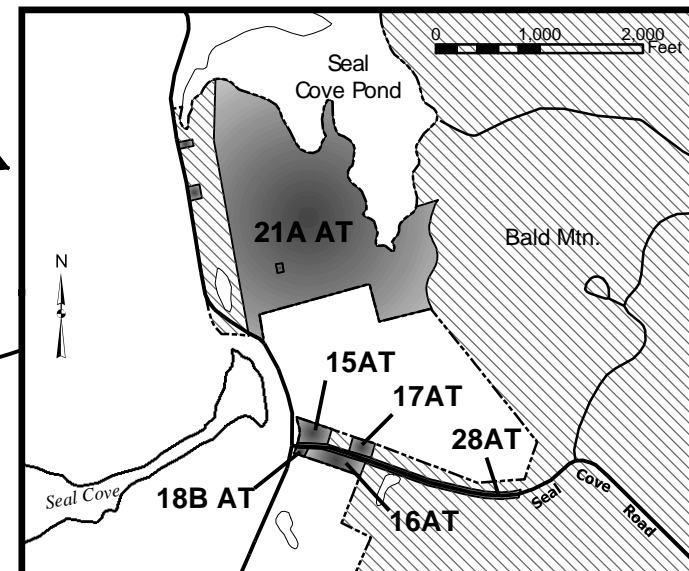 0 1,000 2,000
Feet
Seal
Cove Pond
21A AT
Bald Mtn.
N
15AT
17AT
28AT
Seal Cove
18B AT
16AT
Seal Cove Road